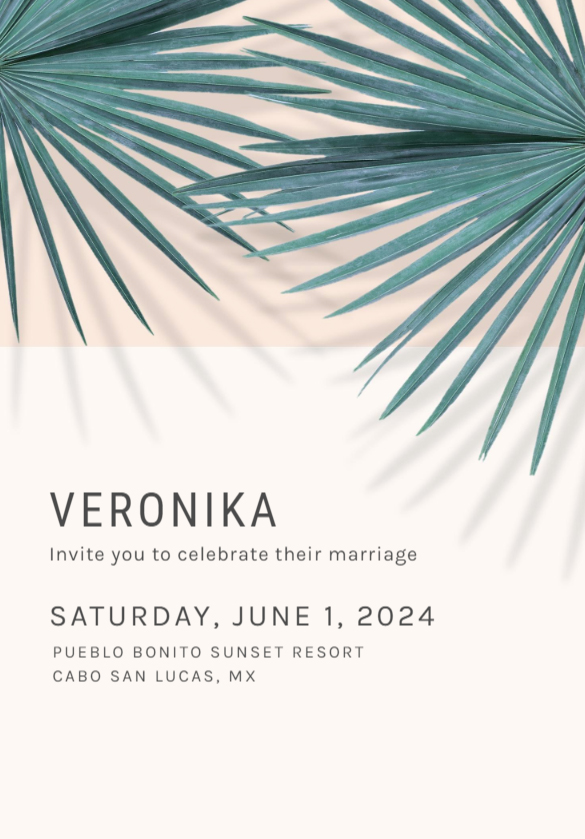 VERONIKA
Invite you to celebrate their marriage
SATURDAY, JUNE 1, 2024
PUEBLO BONITO SUNSET RESORT
CABO SAN LUCAS, MX